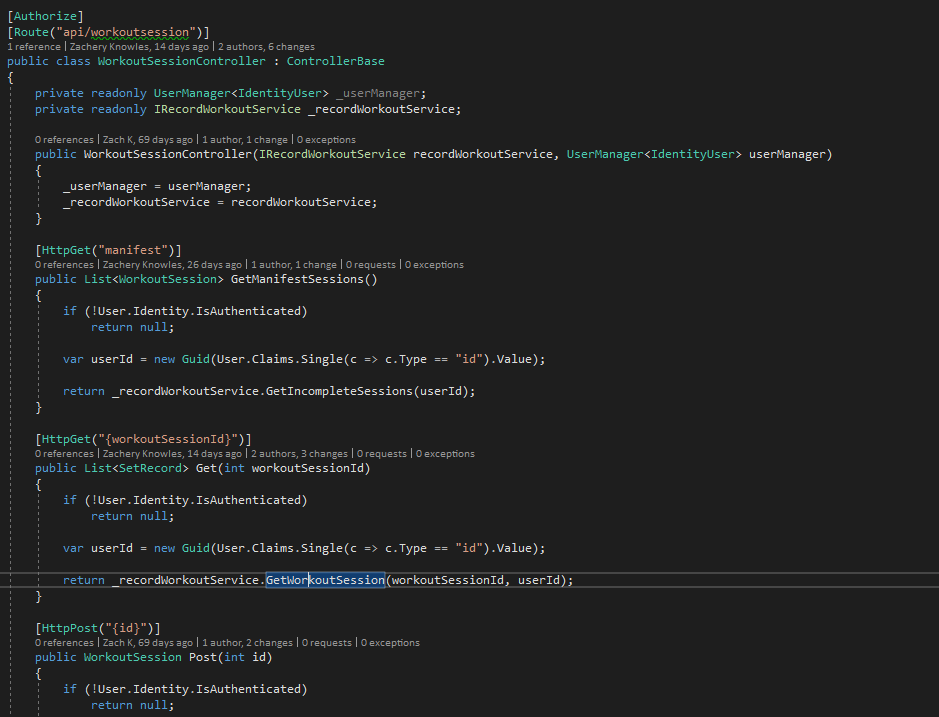 [Authorize]
[Route("api/workoutsession")]
1 reference | Zachery Knowles, 14 days ago | 2 authors, 6 changes
public class WorkoutSessionController : ControllerBase
{
private readonly UserManager<IdentityUser> _userManager;
private readonly IRecordWorkoutService _recordWorkoutService;
0 references | Zach K, 69 days ago | 1 author, 1 change | 0 exceptions
public WorkoutSessionController(IRecordWorkoutService recordWorkoutService, UserManager<IdentityUser> userManager)
{
_userManager = userManager;
_recordWorkoutService = recordWorkoutService;
}
[HttpGet("manifest")]
0 references | Zachery Knowles, 26 days ago | 1 author, 1 change | 0 requests | 0 exceptions
public List<WorkoutSession> GetManifestSessions()
{
if (!User.Identity.IsAuthenticated)
return null;
var userId = new Guid(User.Claims.Single(c => c.Type == "id").Value);
return _recordWorkoutService.GetIncompleteSessions(userId);
}
[HttpGet("{workoutSessionId}")]
0 references | Zachery Knowles, 14 days ago | 2 authors, 3 changes | 0 requests | 0 exceptions
public List<SetRecord> Get(int workoutSessionId)
{
if (!User.Identity.IsAuthenticated)
return null;
var userId = new Guid(User.Claims.Single(c => c.Type == "id").Value);
return _recordWorkoutService.GetWorkoutSession(workoutSessionId, userId);
}
[HttpPost("{id}")]
0 references | Zach K, 69 days ago | 1 author, 2 changes | 0 requests | 0 exceptions
public WorkoutSession Post(int id)
{
if (!User.Identity.IsAuthenticated)
return null;